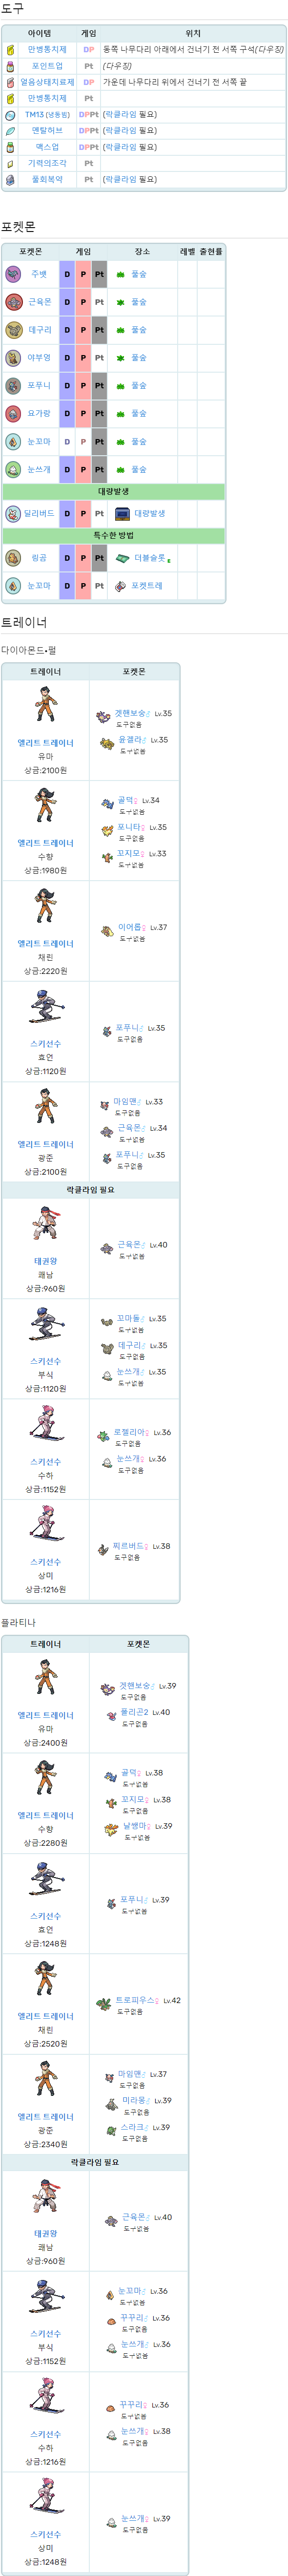 도구
아이템 게임 위치
만병통치제 DP 동쪽 나무다리 아래에서 건너기 전 서쪽 구석(다우징)
포인트업 Pt (다우징)
얼음상태치료제 DP 가운데 나무다리 위에서 건너기 전 서쪽 끝
만병통치제 Pt
TM13 (냉동빔) DPPt (락클라임 필요)
멘탈허브 DPPt (락클라임 필요)
맥스업 DPPt (락클라임 필요)
기력의조각 Pt
풀회복약 Pt (락클라임 필요)
포켓몬
포켓몬 게임 장소 레벨 출현률
주뱃 D P Pt 풀숲
근육몬 D P Pt 풀숲
데구리 D P Pt 풀숲
야부엉 D P Pt 풀숲
포푸니 D P Pt 풀숲
요가랑 D P Pt 풀숲
눈꼬마 D P Pt 풀숲
눈쓰개 D P Pt 풀숲
대량발생
딜리버드 D P Pt 대량발생
특수한 방법
링곰 D P Pt 더블슬롯 E
눈꼬마 D P Pt 포켓트레
트레이너
다이아몬드•펄
트레이너 포켓몬
엘리트 트레이너
유마
상금:2100원
겟핸보숭♂ Lv.35
도구없음
윤겔라♂ Lv.35
도구없음
엘리트 트레이너
수향
상금:1980원
골덕♀ Lv.34
도구없음
포니타♀ Lv.35
도구없음
꼬지모♀ Lv.33
도구없음
엘리트 트레이너
채린
상금:2220원
이어롭♀ Lv.37
도구없음
스키선수
효연
상금:1120원
포푸니♂ Lv.35
도구없음
엘리트 트레이너
광준
상금:2100원
마임맨♂ Lv.33
도구없음
근육몬♂ Lv.34
도구없음
포푸니♂ Lv.35
도구없음
락클라임 필요
태권왕
쾌남
상금:960원
근육몬♂ Lv.40
도구없음
스키선수
부식
상금:1120원
꼬마돌♂ Lv.35
도구없음
데구리♂ Lv.35
도구없음
눈쓰개♂ Lv.35
도구없음
스키선수
수하
상금:1152원
로젤리아♀ Lv.36
도구없음
눈쓰개♀ Lv.36
도구없음
스키선수
상미
상금:1216원
찌르버드♀ Lv.38
도구없음
플라티나
트레이너 포켓몬
엘리트 트레이너
유마
상금:2400원
겟핸보숭♂ Lv.39
도구없음
폴리곤2 Lv.40
도구없음
엘리트 트레이너
수향
상금:2280원
골덕♀ Lv.38
도구없음
꼬지모♀ Lv.38
도구없음
날쌩마♀ Lv.39
도구없음
스키선수
효연
상금:1248원
포푸니♂ Lv.39
도구없음
엘리트 트레이너
채린
상금:2520원
트로피우스♀ Lv.42
도구없음
엘리트 트레이너
광준
상금:2340원
마임맨♂ Lv.37
도구없음
미라몽♂ Lv.39
도구없음
스라크♂ Lv.39
도구없음
락클라임 필요
태권왕
쾌남
상금:960원
근육몬♂ Lv.40
도구없음
스키선수
부식
상금:1152원
눈꼬마♂ Lv.36
도구없음
꾸꾸리♂ Lv.36
도구없음
눈쓰개♂ Lv.36
도구없음
스키선수
수하
상금:1216원
꾸꾸리♀ Lv.36
도구없음
눈쓰개♀ Lv.38
도구없음
스키선수
상미
상금:1248원
눈쓰개♀ Lv.39
도구없음